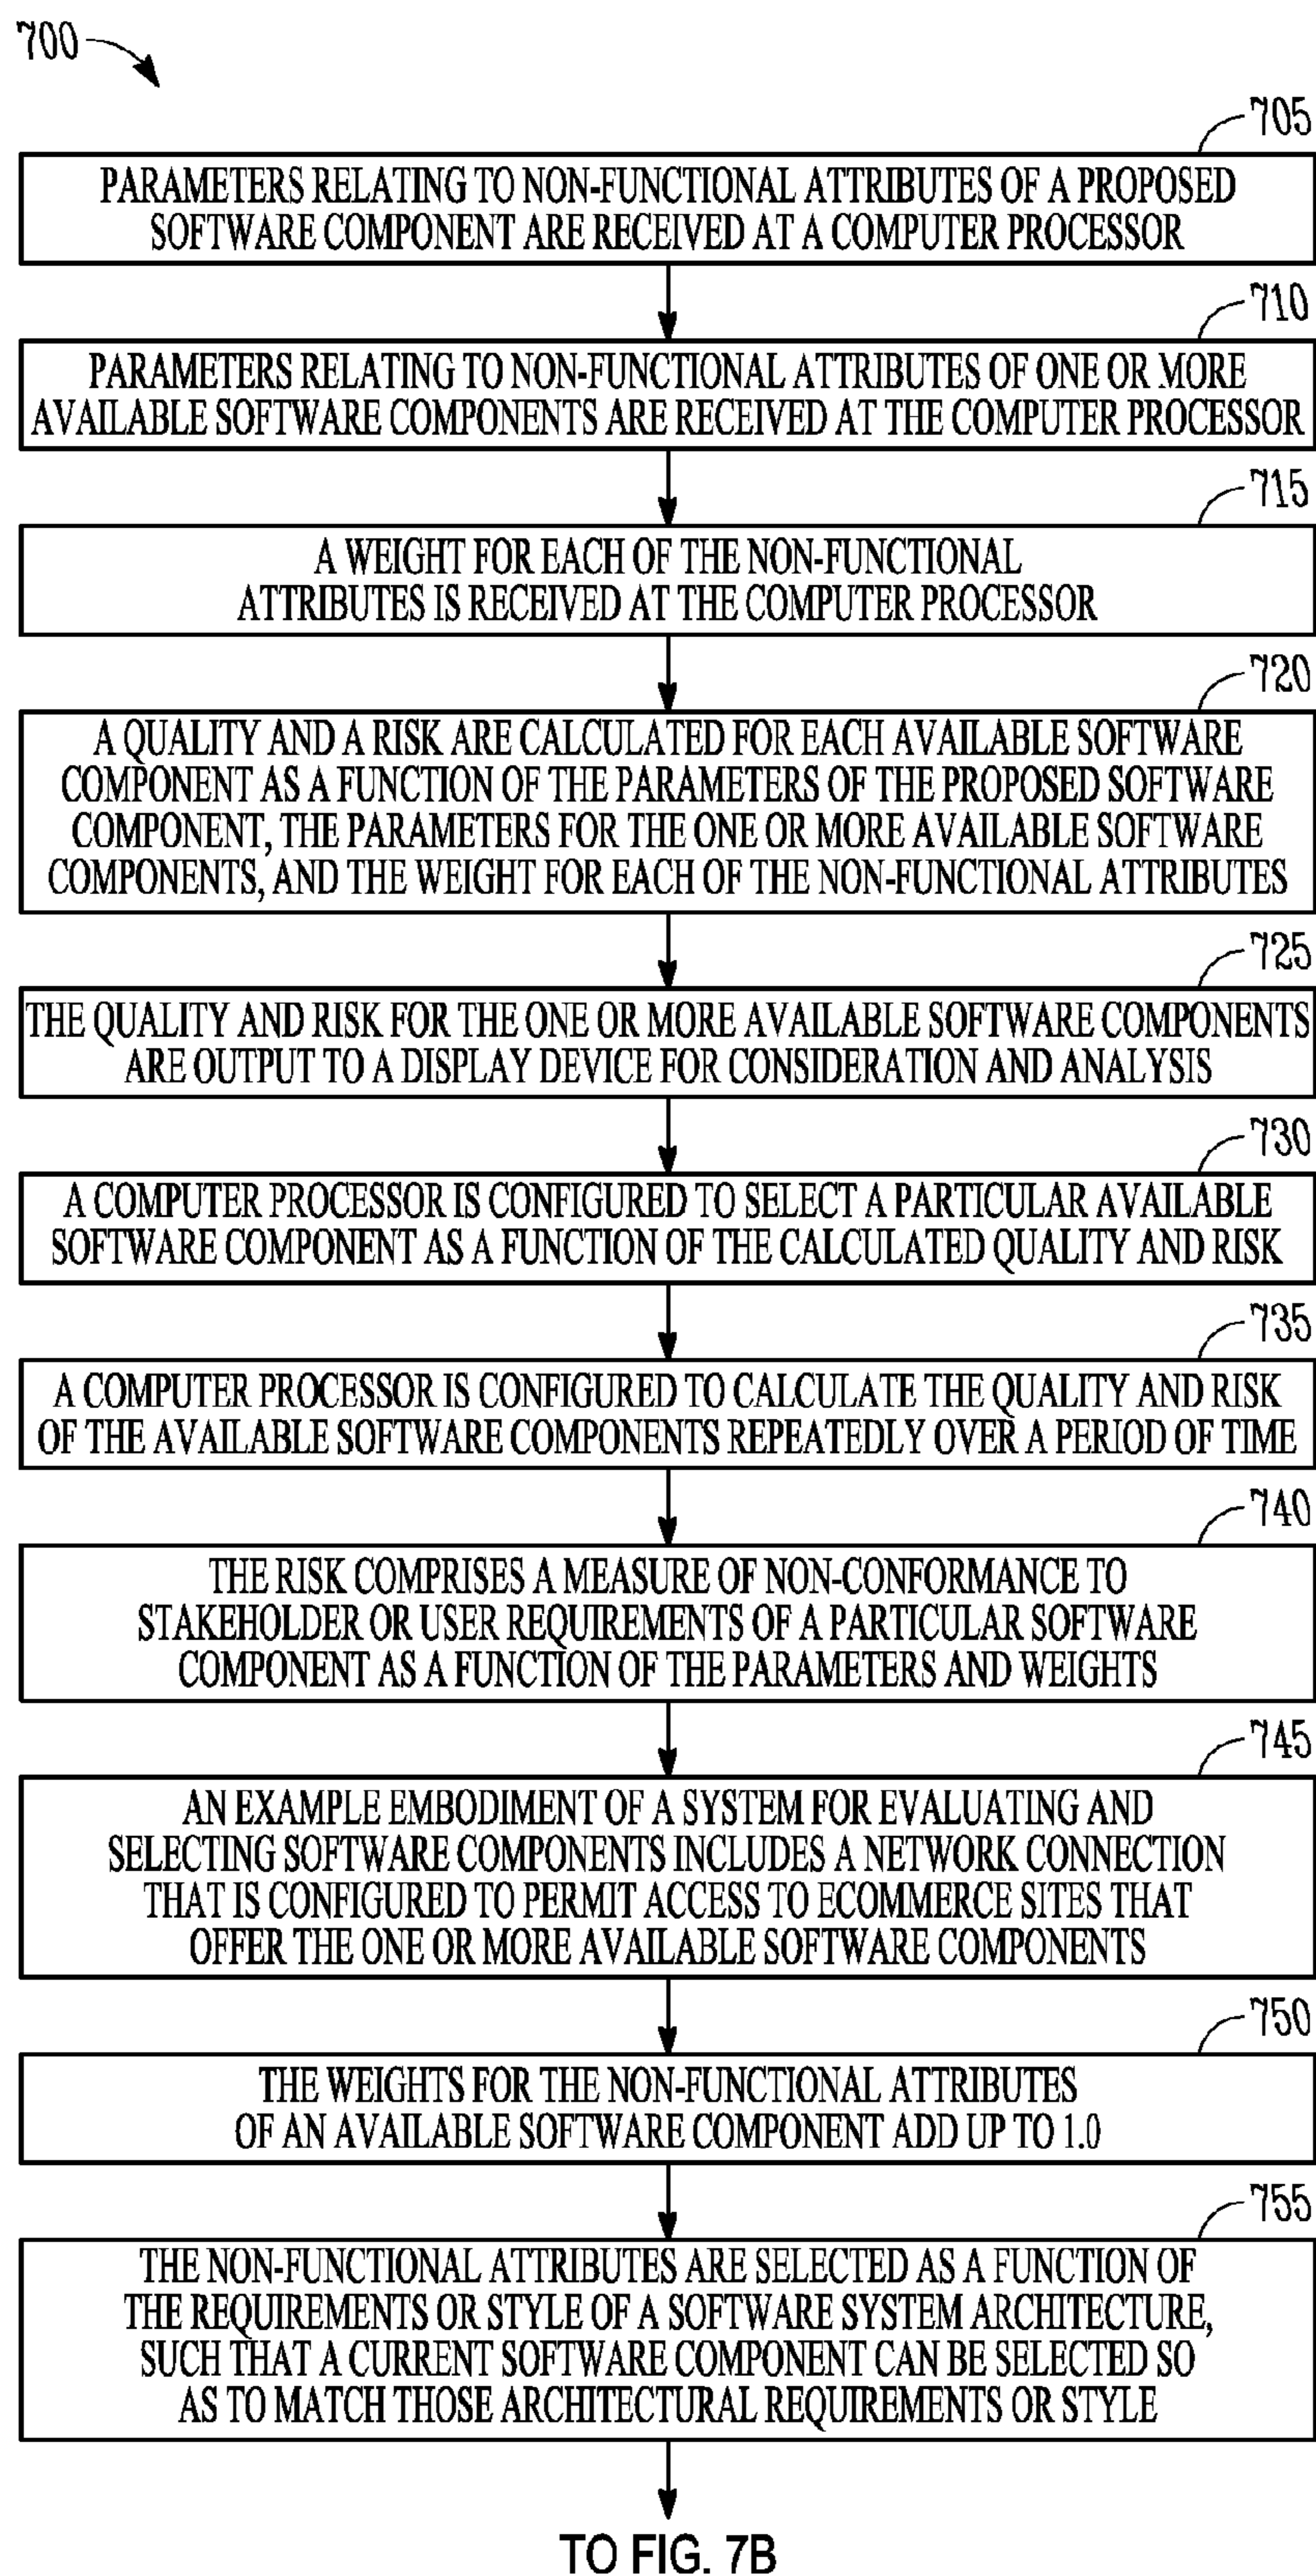 700
705
PARAMETERS RELATING TO NON-FUNCTIONAL ATTRIBUTES OF A PROPOSED
SOFTWARE COMPONENT ARE RECEIVED AT A COMPUTER PROCESSOR
710
PARAMETERS RELATING TO NON-FUNCTIONAL ATTRIBUTES OF ONE OR MORE
AVAILABLE SOFTWARE COMPONENTS ARE RECEIVED AT THE COMPUTER PROCESSOR
715
A WEIGHT FOR EACH OF THE NON-FUNCTIONAL
ATTRIBUTES IS RECEIVED AT THE COMPUTER PROCESSOR
720
A QUALITY AND A RISK ARE CALCULATED FOR EACH AVAILABLE SOFTWARE
COMPONENT AS A FUNCTION OF THE PARAMETERS OF THE PROPOSED SOFTWARE
COMPONENT, THE PARAMETERS FOR THE ONE OR MORE AVAILABLE SOFTWARE
COMPONENTS, AND THE WEIGHT FOR EACH OF THE NON-FUNCTIONAL ATTRIBUTES
725
THE QUALITY AND RISK FOR THE ONE OR MORE AVAILABLE SOFTWARE COMPONENTS
ARE OUTPUT TO A DISPLAY DEVICE FOR CONSIDERATION AND ANALYSIS
730
A COMPUTER PROCESSOR IS CONFIGURED TO SELECT A PARTICULAR AVAILABLE
SOFTWARE COMPONENT AS A FUNCTION OF THE CALCULATED QUALITY AND RISK
735
A COMPUTER PROCESSOR IS CONFIGURED TO CALCULATE THE QUALITY AND RISK
OF THE AVAILABLE SOFTWARE COMPONENTS REPEATEDLY OVER A PERIOD OF TIME
740
THE RISK COMPRISES A MEASURE OF NON-CONFORMANCE TO
STAKEHOLDER OR USER REQUIREMENTS OF A PARTICULAR SOFTWARE
COMPONENT AS A FUNCTION OF THE PARAMETERS AND WEIGHTS
745
AN EXAMPLE EMBODIMENT OF A SYSTEM FOR EVALUATING AND
SELECTING SOFTWARE COMPONENTS INCLUDES A NETWORK CONNECTION
THAT IS CONFIGURED TO PERMIT ACCESS TO ECOMMERCE SITES THAT
OFFER THE ONE OR MORE AVAILABLE SOFTWARE COMPONENTS
750
THE WEIGHTS FOR THE NON-FUNCTIONAL ATTRIBUTES
OF AN AVAILABLE SOFTWARE COMPONENT ADD UP TO 1.0
755
THE NON-FUNCTIONAL ATTRIBUTES ARE SELECTED AS A FUNCTION OF
THE REQUIREMENTS OR STYLE OF A SOFTWARE SYSTEM ARCHITECTURE,
SUCH THAT A CURRENT SOFTWARE COMPONENT CAN BE SELECTED SO
AS TO MATCH THOSE ARCHITECTURAL REQUIREMENTS OR STYLE
TO FIG. 7B